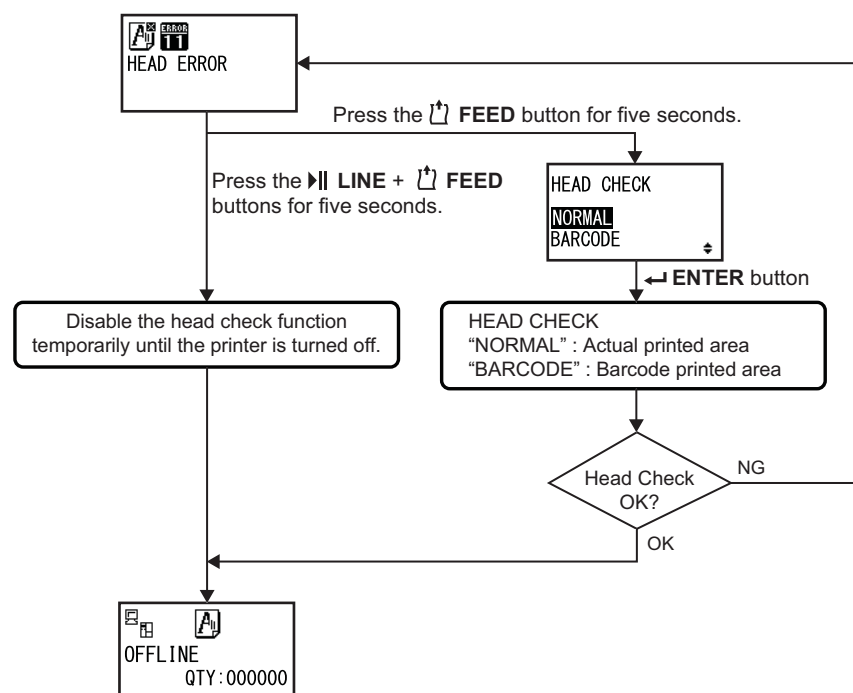 ERROR
11
HEAD ERROR
Press the FEED button for five seconds.
Press the LINE + FEED
buttons for five seconds.
HEAD CHECK
NORMAL
BARCODE
ENTER button
Disable the head check function
temporarily until the printer is turned off.
HEAD CHECK
“NORMAL” : Actual printed area
“BARCODE” : Barcode printed area
Head Check
OK?
NG
OK
OFFLINE
QTY:000000